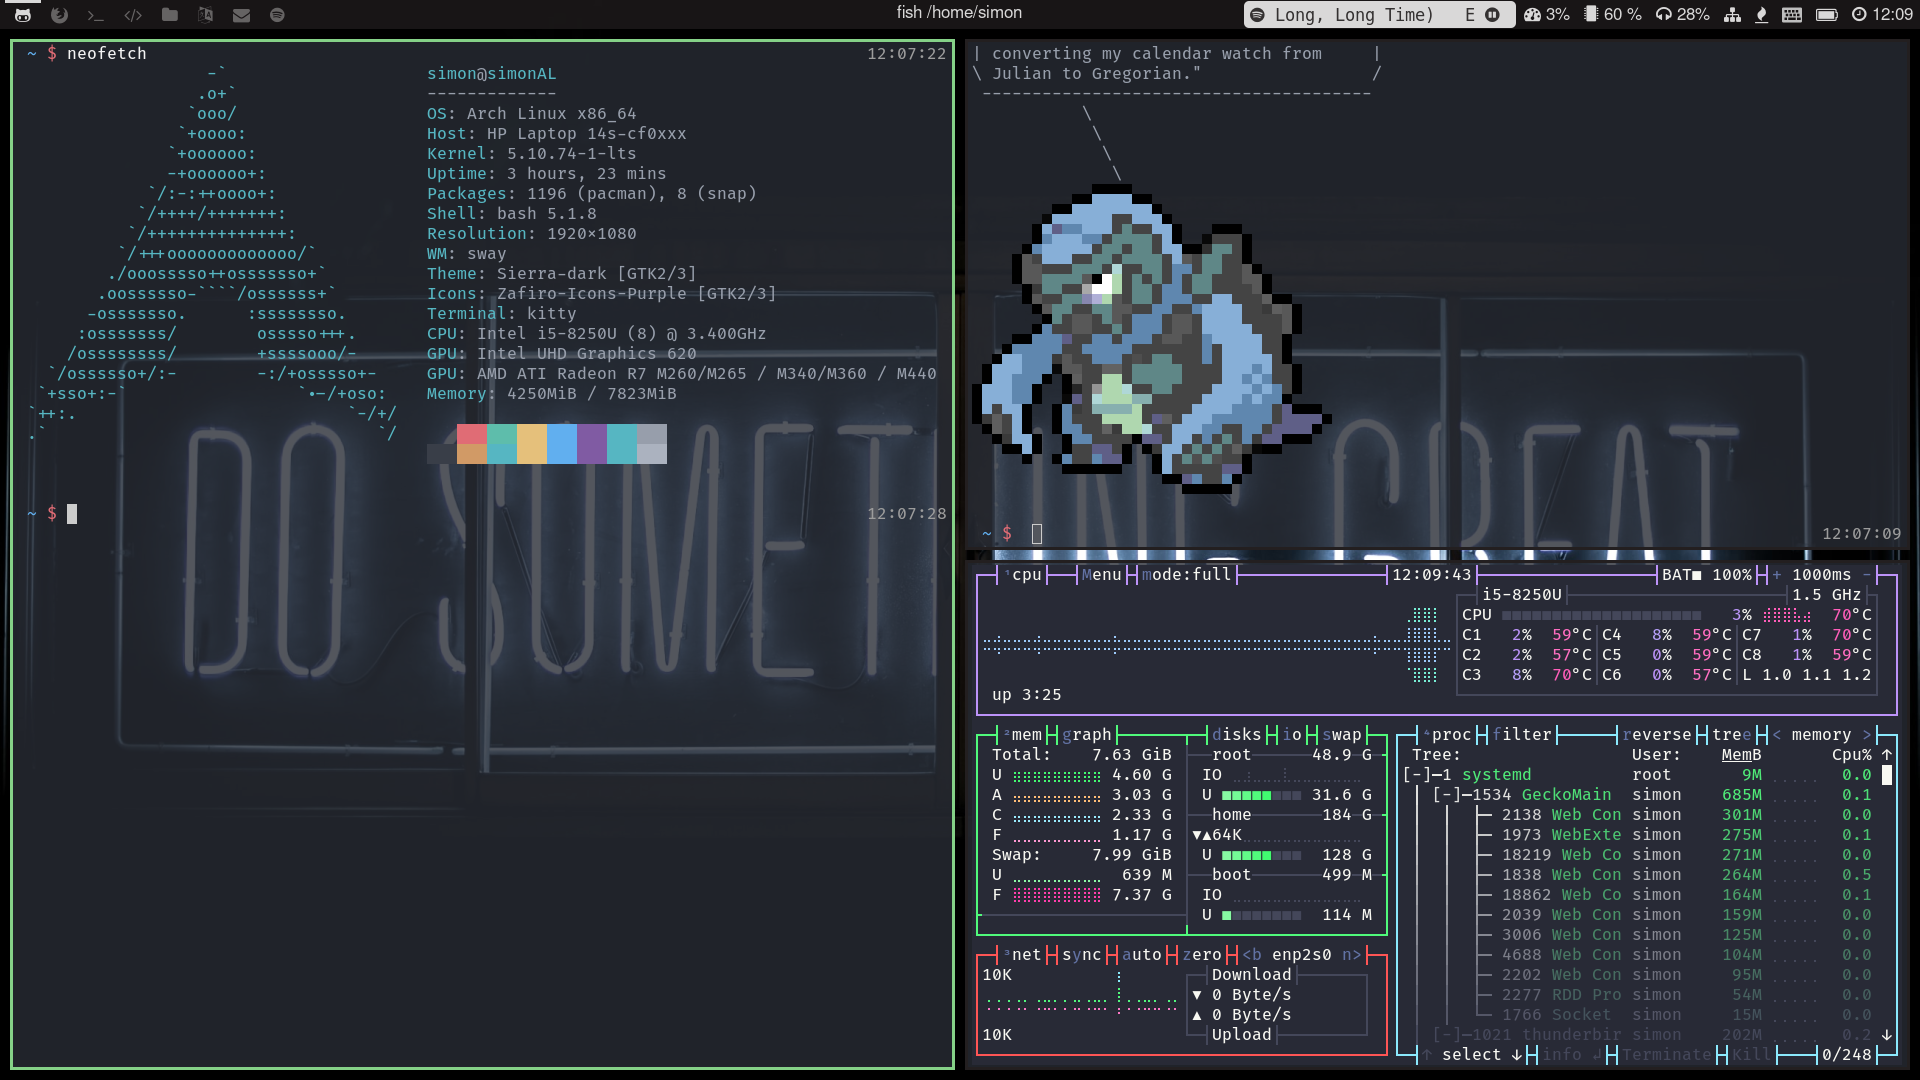 fish /home/simon
Long, Long Time) E
3% 60 % 28% 12:09
~ $ neofetch 12:07:22
simon@simonAL
-------------
OS: Arch Linux x86_64
Host: HP Laptop 14s-cf0xxx
Kernel: 5.10.74-1-lts
Uptime: 3 hours, 23 mins
Packages: 1196 (pacman), 8 (snap)
Shell: bash 5.1.8
Resolution: 1920×1080
WM: sway
Theme: Sierra-dark [GTK2/3]
Icons: Zafiro-Icons-Purple [GTK2/3]
Terminal: kitty
CPU: Intel i5-8250U (8) @ 3.400GHz
GPU: Intel UHD Graphics 620
GPU: AMD ATI Radeon R7 M260/M265 / M340/M360 / M440
Memory: 4250MiB / 7823MiB
~ $ 12:07:28
DO SOMET
| converting my calendar watch from |
\ Julian to Gregorian." /
---------------------------------------
GREAT
~ $ 12:07:09
¹cpu Menu mode:full 12:09:43 BAT■ 100% + 1000ms -
i5-8250U 1.5 GHz
CPU 3% 70°C
C1 2% 59°C C4 8% 59°C C7 1% 70°C
C2 2% 57°C C5 0% 59°C C8 1% 59°C
C3 8% 70°C C6 0% 57°C L 1.0 1.1 1.2
up 3:25
²mem graph disks io swap
Total: 7.63 GiB
U 4.60 G
A 3.03 G
C 2.33 G
F 1.17 G
Swap: 7.99 GiB
U 639 M
F 7.37 G
root 48.9 G
IO
U 31.6 G
home 184 G
▼▲64K
U 128 G
boot 499 M
IO
U 114 M
³net sync auto zero <b enp2s0 n>
10K
Download
▼ 0 Byte/s
▲ 0 Byte/s
Upload
10K
⁴proc filter reverse tree < memory >
Tree: User: MemB Cpu% ↑
[-]─1 systemd root 9M 0.0
[-]─1534 GeckoMain simon 685M 0.1
2138 Web Con simon 301M 0.0
1973 WebExte simon 275M 0.1
18219 Web Co simon 271M 0.0
1838 Web Con simon 264M 0.5
18862 Web Co simon 164M 0.1
2039 Web Con simon 159M 0.0
3006 Web Con simon 125M 0.0
4688 Web Con simon 104M 0.0
2202 Web Con simon 95M 0.0
2277 RDD Pro simon 54M 0.0
1766 Socket simon 15M 0.0
[-]─1021 thunderbir simon 202M 0.2 ↓
↑ select ↓ info ↲ Terminate Kill 0/248